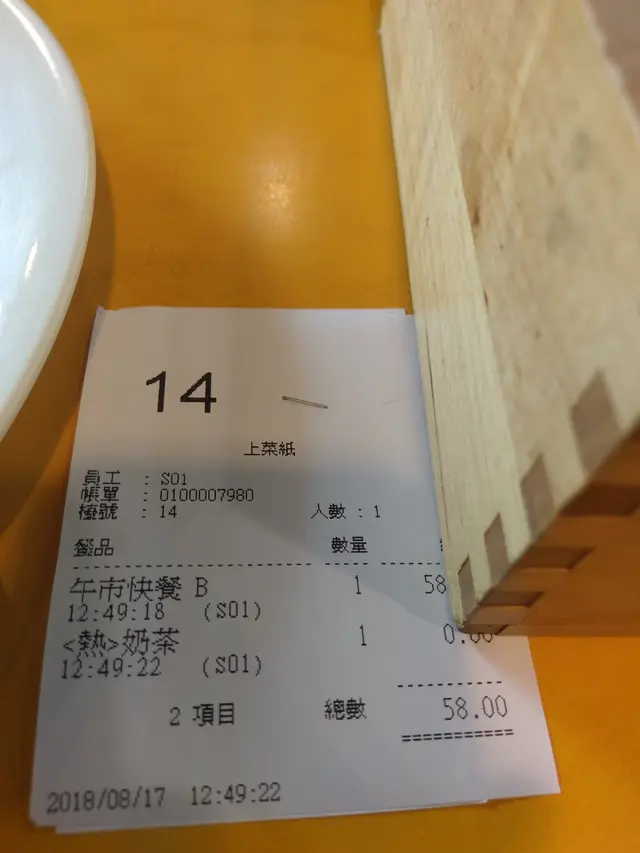 14
上菜紙
員工 : S01
帳單 : 0100007980
檯號 : 14 人數 : 1
餐品 數量
午市快餐 B 1 58
12:49:18 (S01)
<熱>奶茶 1 0.00
12:49:22 (S01)
2 項目 總數 58.00
2018/08/17 12:49:22